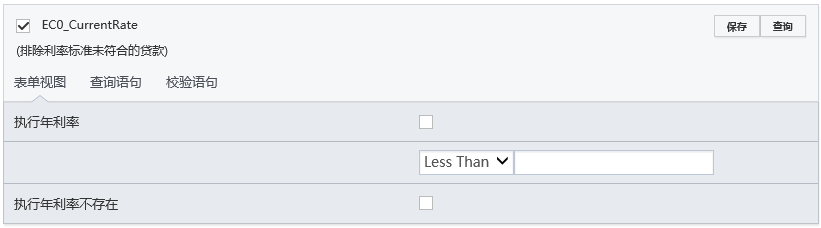 EC0_CurrentRate 保存 查询
(排除利率标准未符合的贷款)
表单视图 查询语句 校验语句
执行年利率
Less Than
执行年利率不存在